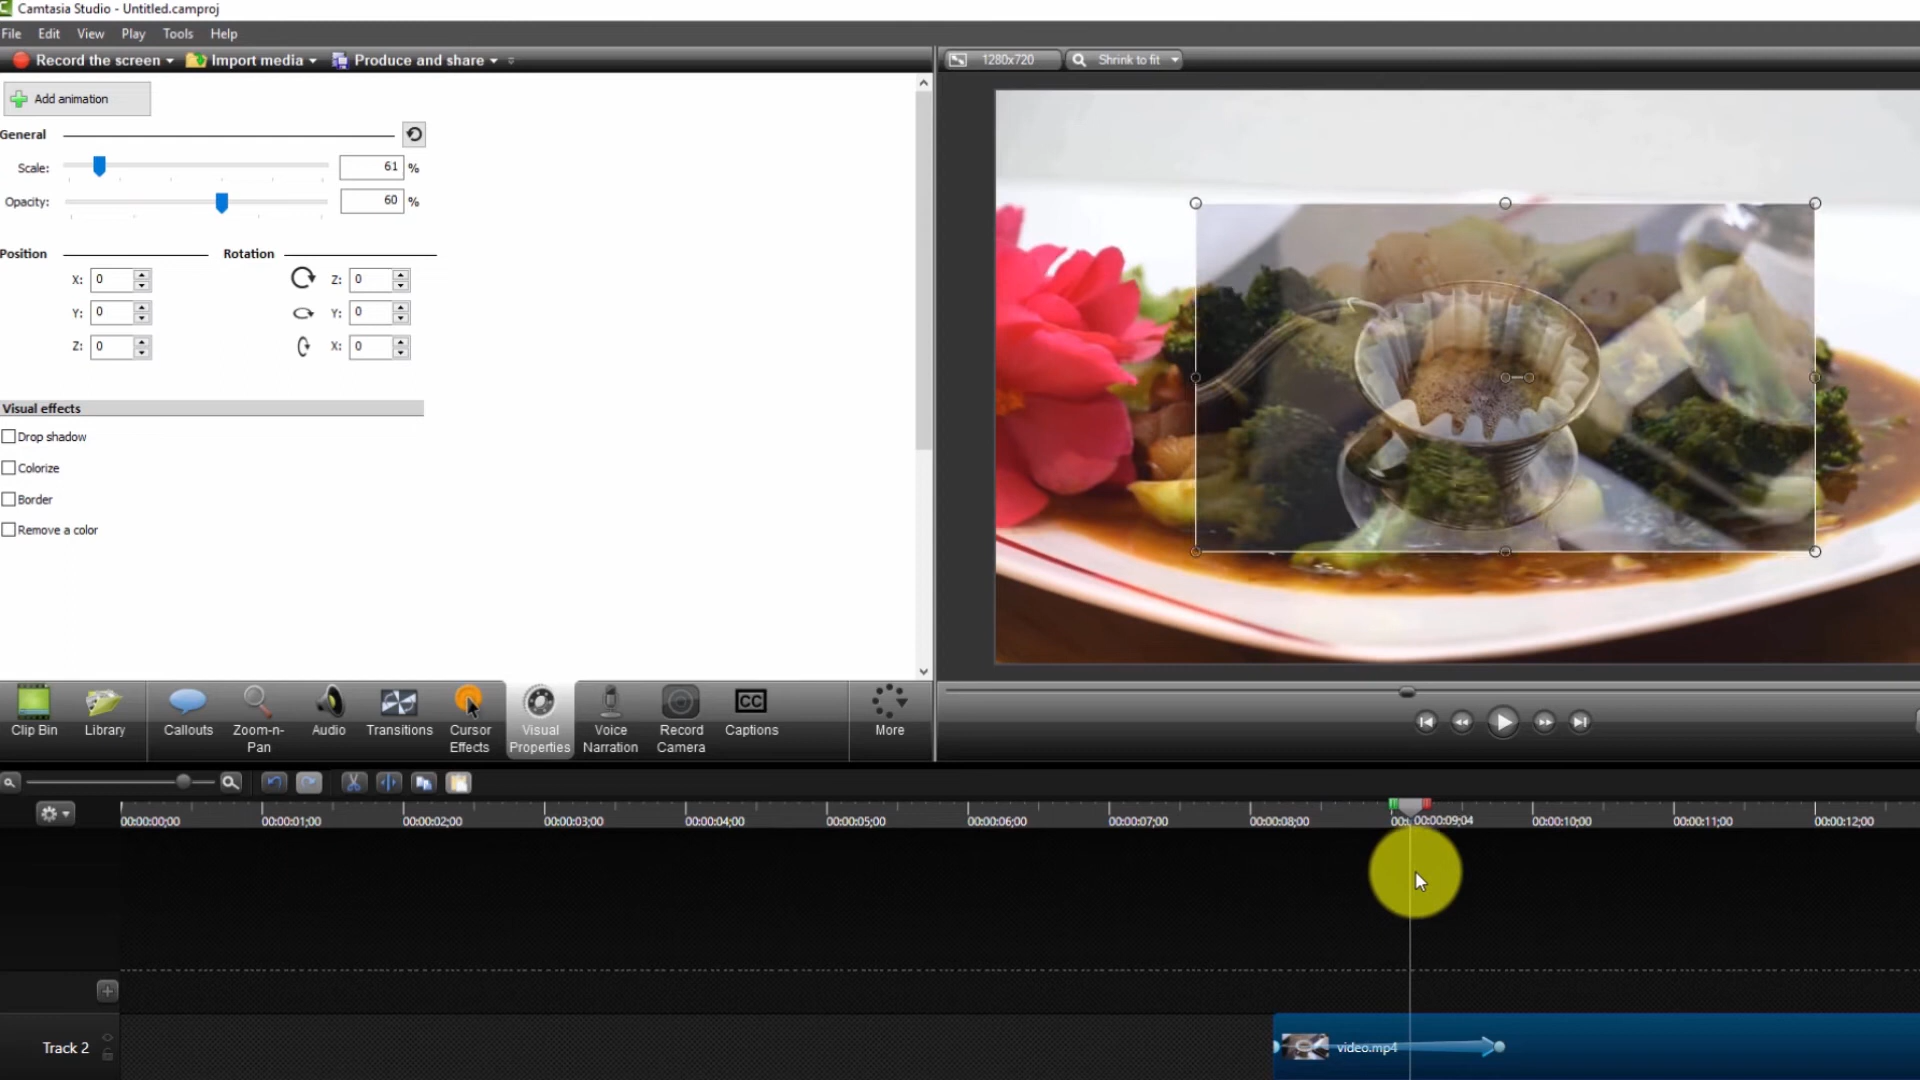 Camtasia Studio - Untitled.camproj
File Edit View Play Tools Help
Record the screen Import media Produce and share
1280x720 Shrink to fit
Add animation
General
Scale: 61 %
Opacity: 60 %
Position Rotation
X: 0 Z: 0
Y: 0 Y: 0
Z: 0 X: 0
Visual effects
Drop shadow
Colorize
Border
Remove a color
Clip Bin Library Callouts Zoom-n-Pan Audio Transitions Cursor Effects Visual Properties Voice Narration Record Camera CC Captions More
00:00:00;00 00:00:01;00 00:00:02;00 00:00:03;00 00:00:04;00 00:00:05;00 00:00:06;00 00:00:07;00 00:00:08;00 00:00:09;04 00:00:10;00 00:00:11;00 00:00:12;00
Track 2 video.mp4